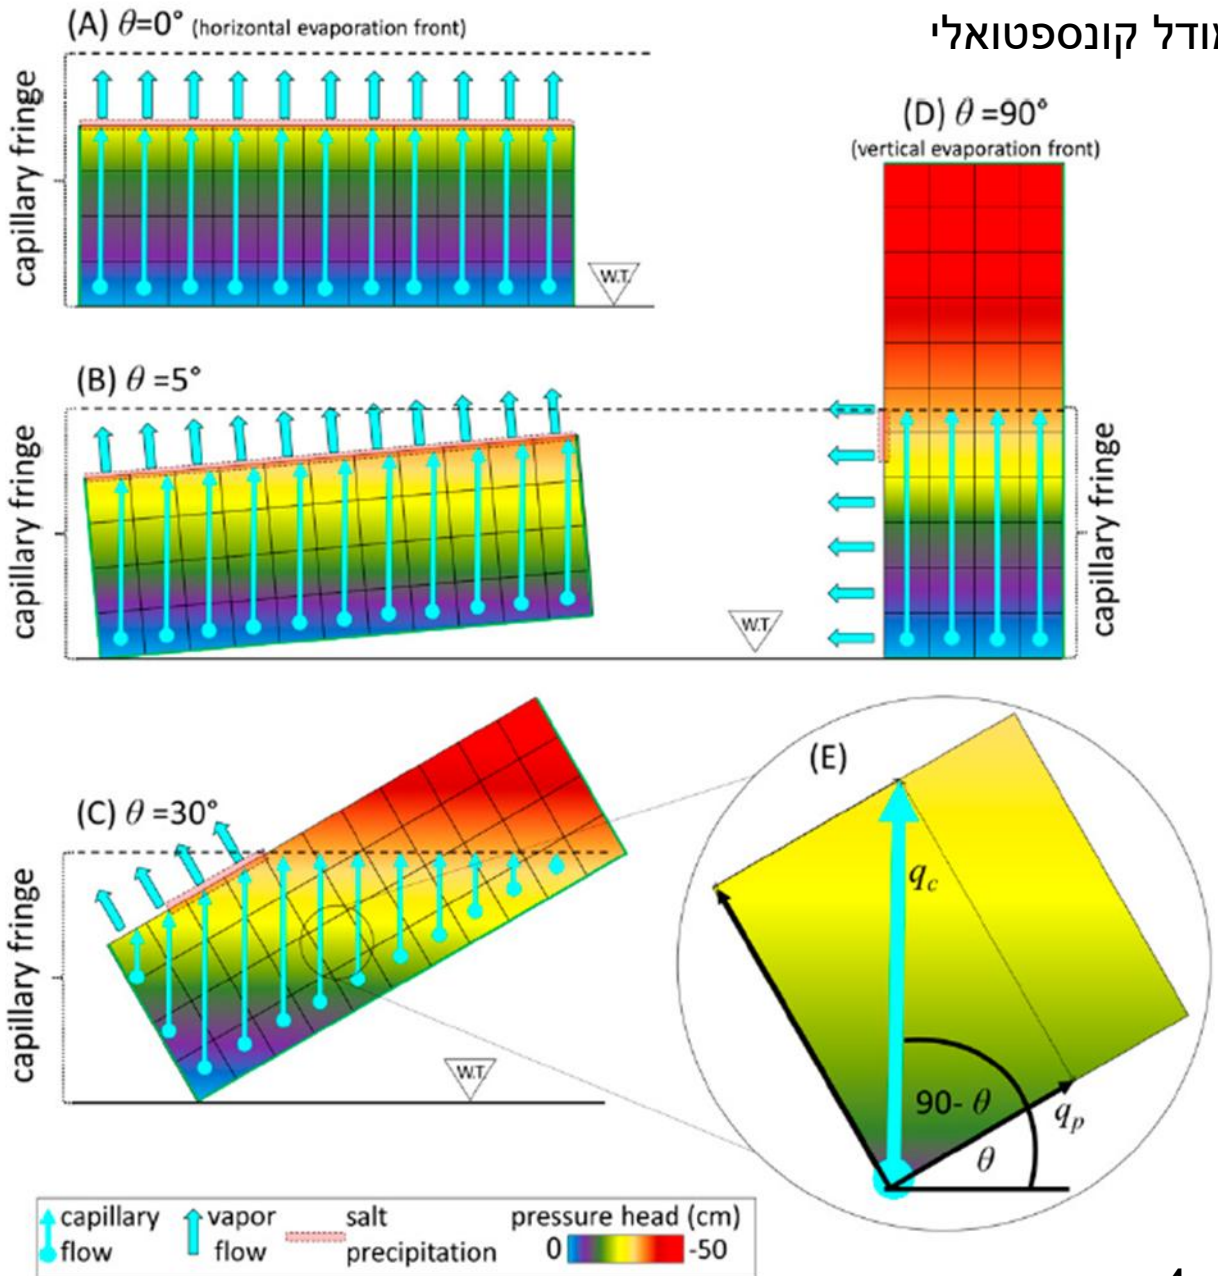 מודל קונספטואלי
(A) θ=0° (horizontal evaporation front)
capillary fringe
W.T.
(D) θ =90°
(vertical evaporation front)
(B) θ =5°
capillary fringe
W.T.
capillary fringe
(C) θ =30°
capillary fringe
W.T.
(E)
q_c
90- θ
q_p
θ
capillary flow
vapor flow
salt precipitation
pressure head (cm)
0 -50